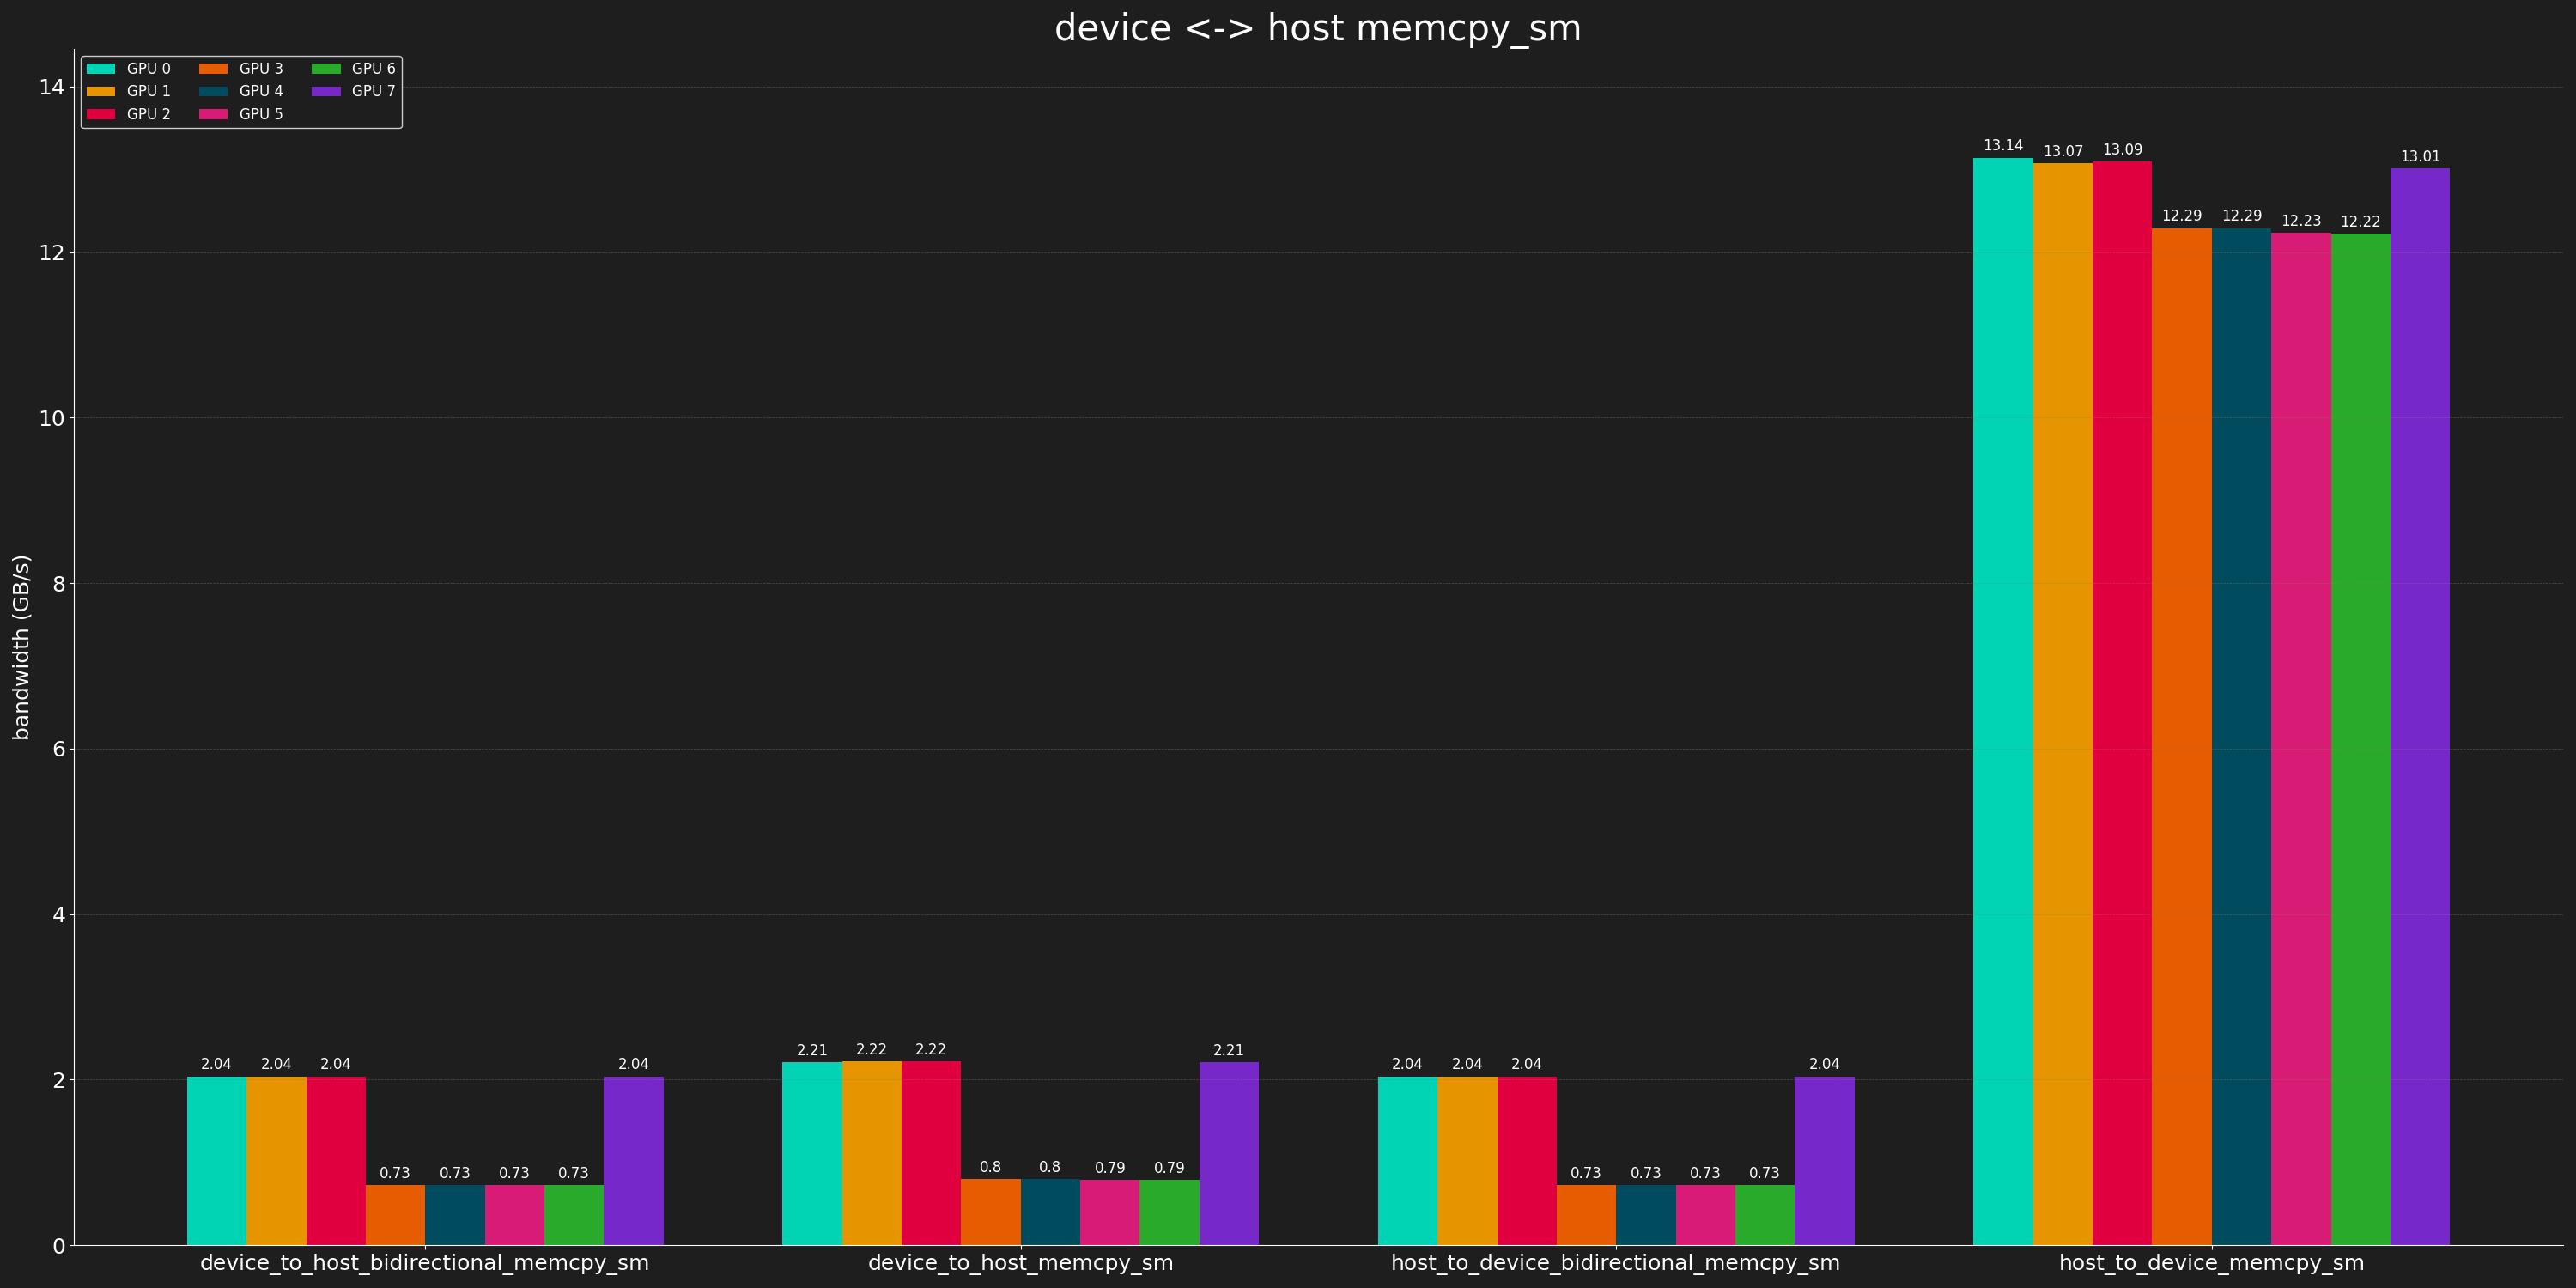 device <-> host memcpy_sm
GPU 0
GPU 1
GPU 2
GPU 3
GPU 4
GPU 5
GPU 6
GPU 7
bandwidth (GB/s)
14
12
10
8
6
4
2
0
2.04
2.04
2.04
0.73
0.73
0.73
0.73
2.04
2.21
2.22
2.22
0.8
0.8
0.79
0.79
2.21
2.04
2.04
2.04
0.73
0.73
0.73
0.73
2.04
13.14
13.07
13.09
12.29
12.29
12.23
12.22
13.01
device_to_host_bidirectional_memcpy_sm
device_to_host_memcpy_sm
host_to_device_bidirectional_memcpy_sm
host_to_device_memcpy_sm